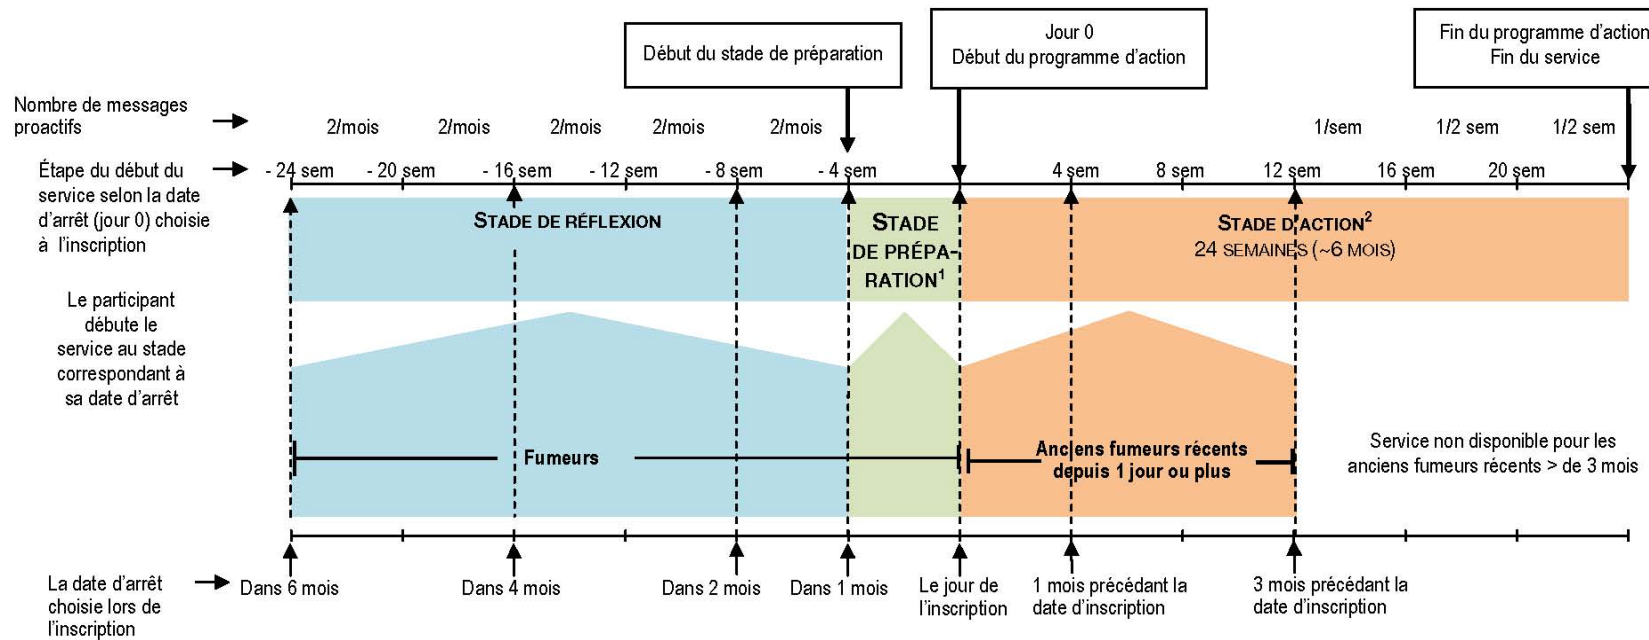 Début du stade de préparation
Jour 0
Début du programme d'action
Fin du programme d'action
Fin du service
Nombre de messages
proactifs
2/mois 2/mois 2/mois 2/mois 2/mois 1/sem 1/2 sem 1/2 sem
Étape du début du
service selon la date
d'arrêt (jour 0) choisie
à l'inscription
- 24 sem - 20 sem - 16 sem - 12 sem - 8 sem - 4 sem 4 sem 8 sem 12 sem 16 sem 20 sem
STADE DE RÉFLEXION
STADE
DE PRÉPA-
RATION1
STADE D'ACTION2
24 SEMAINES (~6 MOIS)
Le participant
débute le
service au stade
correspondant à
sa date d'arrêt
Fumeurs
Anciens fumeurs récents
depuis 1 jour ou plus
Service non disponible pour les
anciens fumeurs récents > de 3 mois
La date d'arrêt
choisie lors de
l'inscription
Dans 6 mois
Dans 4 mois
Dans 2 mois
Dans 1 mois
Le jour de
l'inscription
1 mois précédant la
date d'inscription
3 mois précédant la
date d'inscription